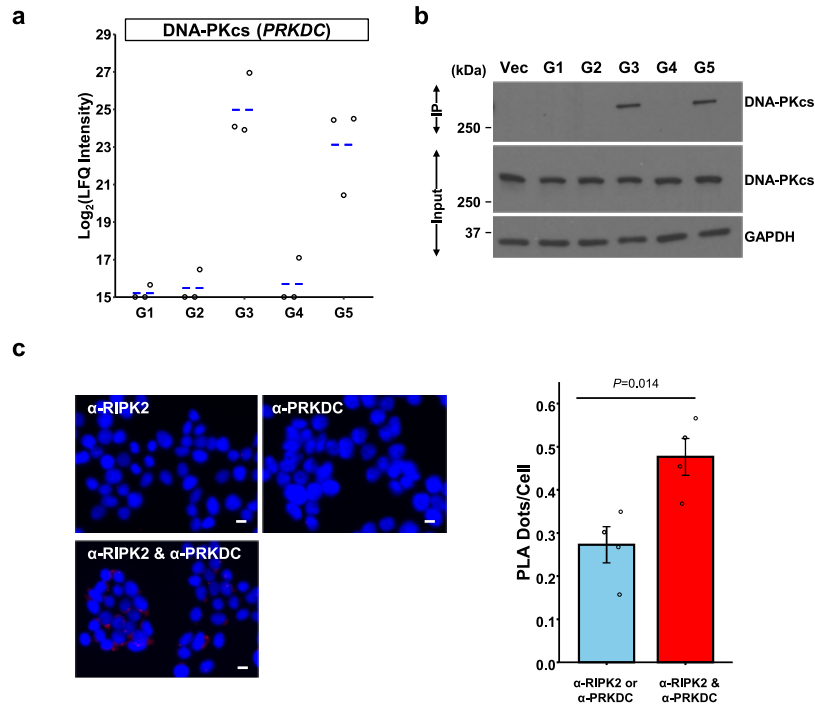 a
DNA-PKcs (PRKDC)
Log2(LFQ Intensity)
29
27
25
23
21
19
17
15
G1 G2 G3 G4 G5
b
(kDa) Vec G1 G2 G3 G4 G5
IP
250
DNA-PKcs
Input
250
DNA-PKcs
37
GAPDH
c
α-RIPK2
α-PRKDC
α-RIPK2 & α-PRKDC
P=0.014
PLA Dots/Cell
0.6
0.5
0.4
0.3
0.2
0.1
0.0
α-RIPK2 or
α-PRKDC
α-RIPK2 &
α-PRKDC